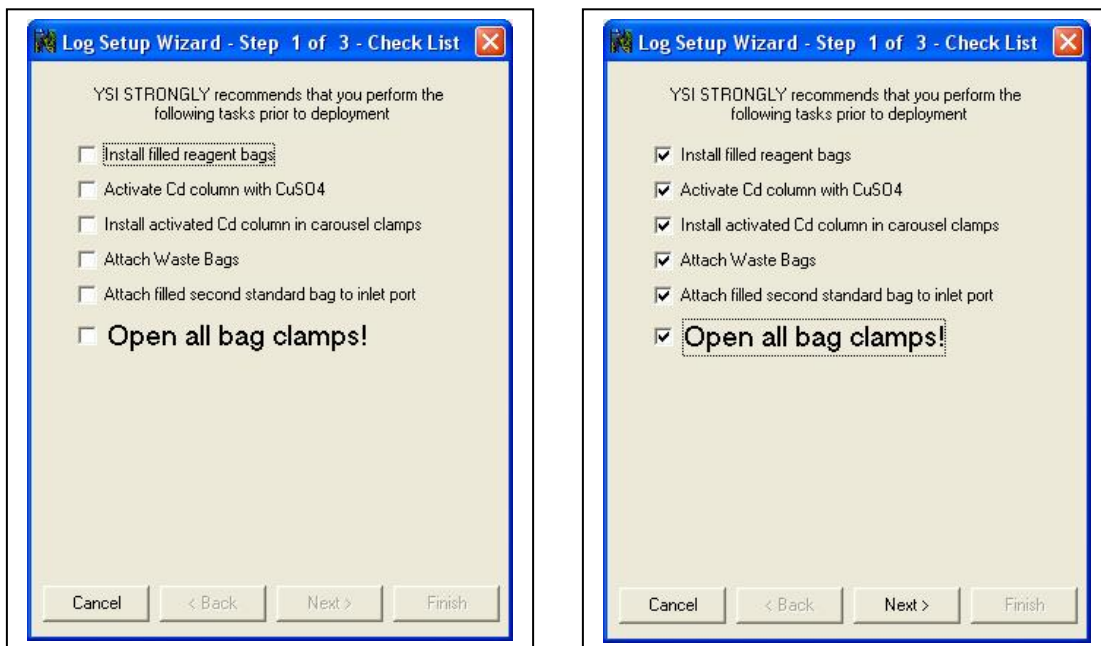 Log Setup Wizard - Step 1 of 3 - Check List
YSI STRONGLY recommends that you perform the
following tasks prior to deployment
Install filled reagent bags
Activate Cd column with CuSO4
Install activated Cd column in carousel clamps
Attach Waste Bags
Attach filled second standard bag to inlet port
Open all bag clamps!
Cancel
< Back
Next >
Finish
Log Setup Wizard - Step 1 of 3 - Check List
YSI STRONGLY recommends that you perform the
following tasks prior to deployment
Install filled reagent bags
Activate Cd column with CuSO4
Install activated Cd column in carousel clamps
Attach Waste Bags
Attach filled second standard bag to inlet port
Open all bag clamps!
Cancel
< Back
Next >
Finish